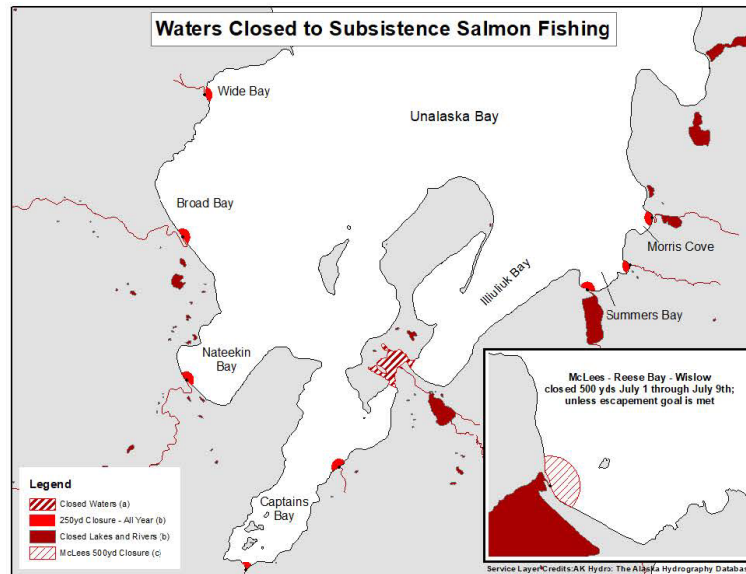 Waters Closed to Subsistence Salmon Fishing
Wide Bay
Unalaska Bay
Broad Bay
Morris Cove
Illiuliuk Bay
Summers Bay
Nateekin
Bay
McLees - Reese Bay - Wislow
closed 500 yds July 1 through July 9th;
unless escapement goal is met
Captains
Bay
Legend
Closed Waters (a)
250yd Closure - All Year (b)
Closed Lakes and Rivers (b)
McLees 500yd Closure (c)
Service Layer Credits: AK Hydro: The Alaska Hydrography Databas